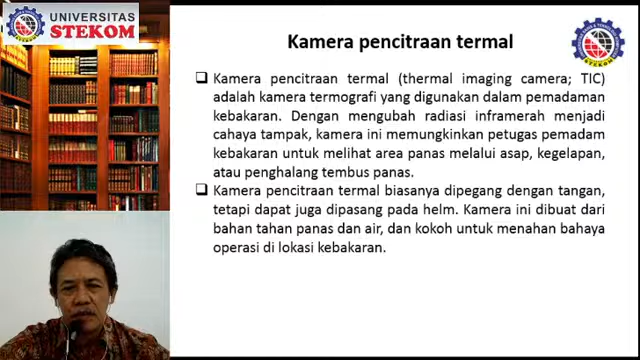 UNIVERSITAS
STEKOM
Kamera pencitraan termal
Kamera pencitraan termal (thermal imaging camera; TIC)
adalah kamera termografi yang digunakan dalam pemadaman
kebakaran. Dengan mengubah radiasi inframerah menjadi
cahaya tampak, kamera ini memungkinkan petugas pemadam
kebakaran untuk melihat area panas melalui asap, kegelapan,
atau penghalang tembus panas.
Kamera pencitraan termal biasanya dipegang dengan tangan,
tetapi dapat juga dipasang pada helm. Kamera ini dibuat dari
bahan tahan panas dan air, dan kokoh untuk menahan bahaya
operasi di lokasi kebakaran.